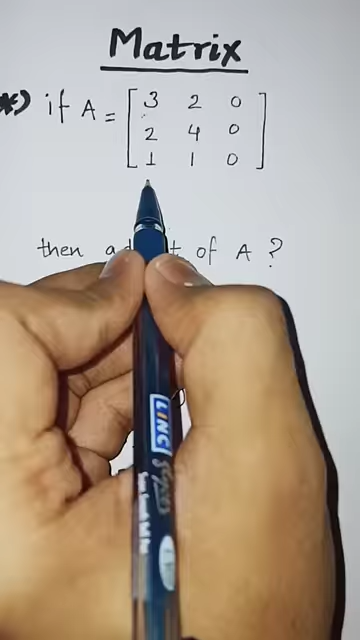 Matrix
*) if A = [ 3 2 0
2 4 0
1 1 0 ]
then of A ?
LINC